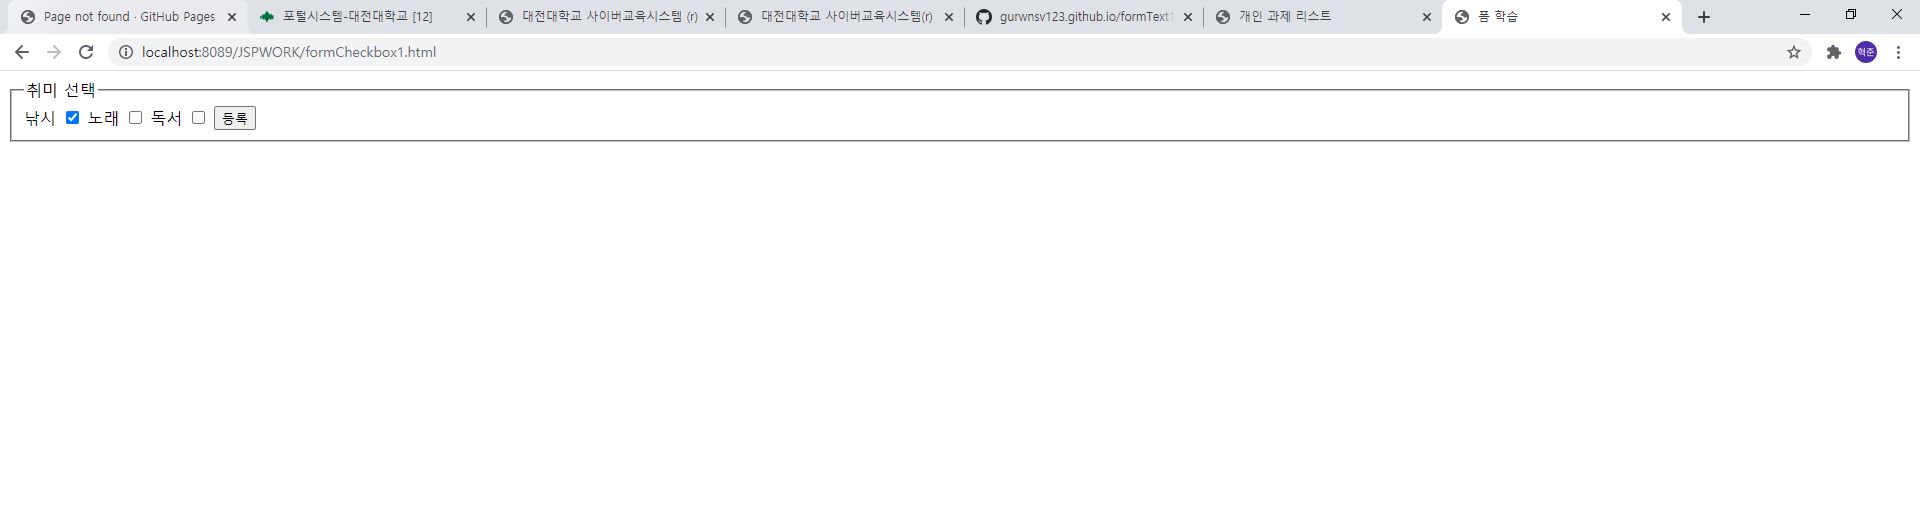 Page not found · GitHub Pages
포털시스템-대전대학교 [12]
대전대학교 사이버교육시스템 (r)
대전대학교 사이버교육시스템(r)
gurwnsv123.github.io/formText1
개인 과제 리스트
폼 학습
localhost:8089/JSPWORK/formCheckbox1.html
혁준
취미 선택
낚시 노래 독서 등록